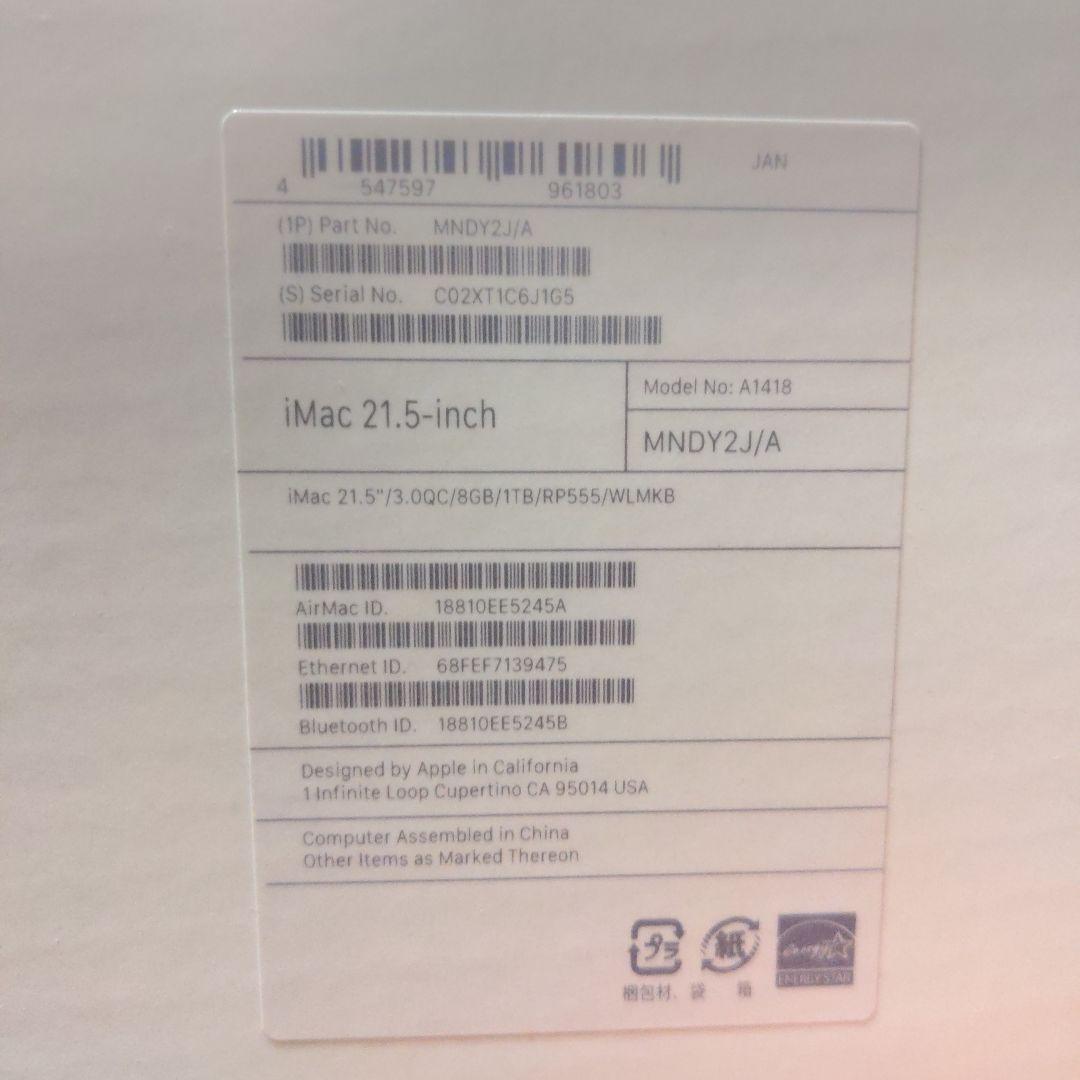 JAN
4 547597 961803
(1P) Part No. MNDY2J/A
(S) Serial No. C02XT1C6J1G5
iMac 21.5-inch
Model No: A1418
MNDY2J/A
iMac 21.5"/3.0QC/8GB/1TB/RP555/WLMKB
AirMac ID. 18810EE5245A
Ethernet ID. 68FEF7139475
Bluetooth ID. 18810EE5245B
Designed by Apple in California
1 Infinite Loop Cupertino CA 95014 USA
Computer Assembled in China
Other Items as Marked Thereon
プラ
紙
energy
ENERGY STAR
梱包材、袋 箱